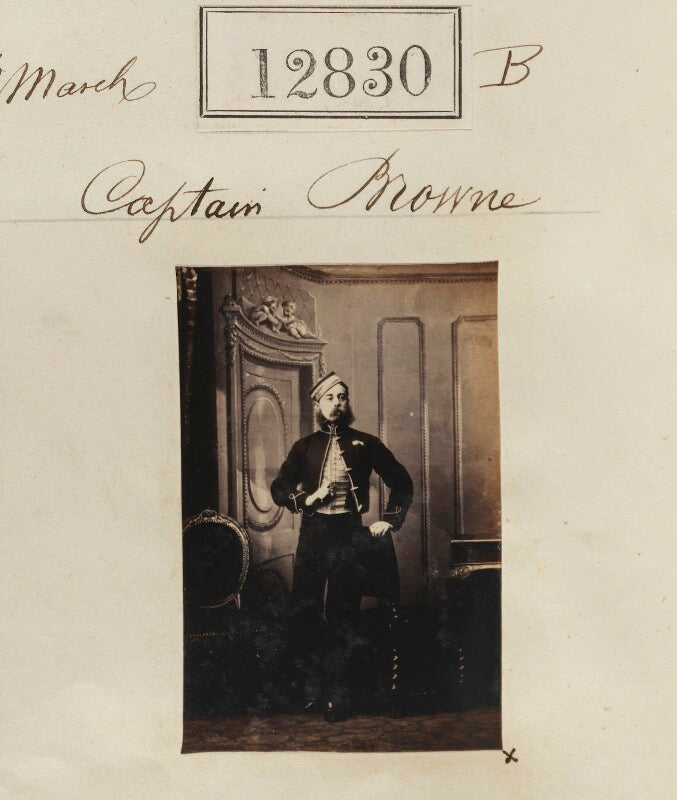 March 12830 B
Captain Browne
x